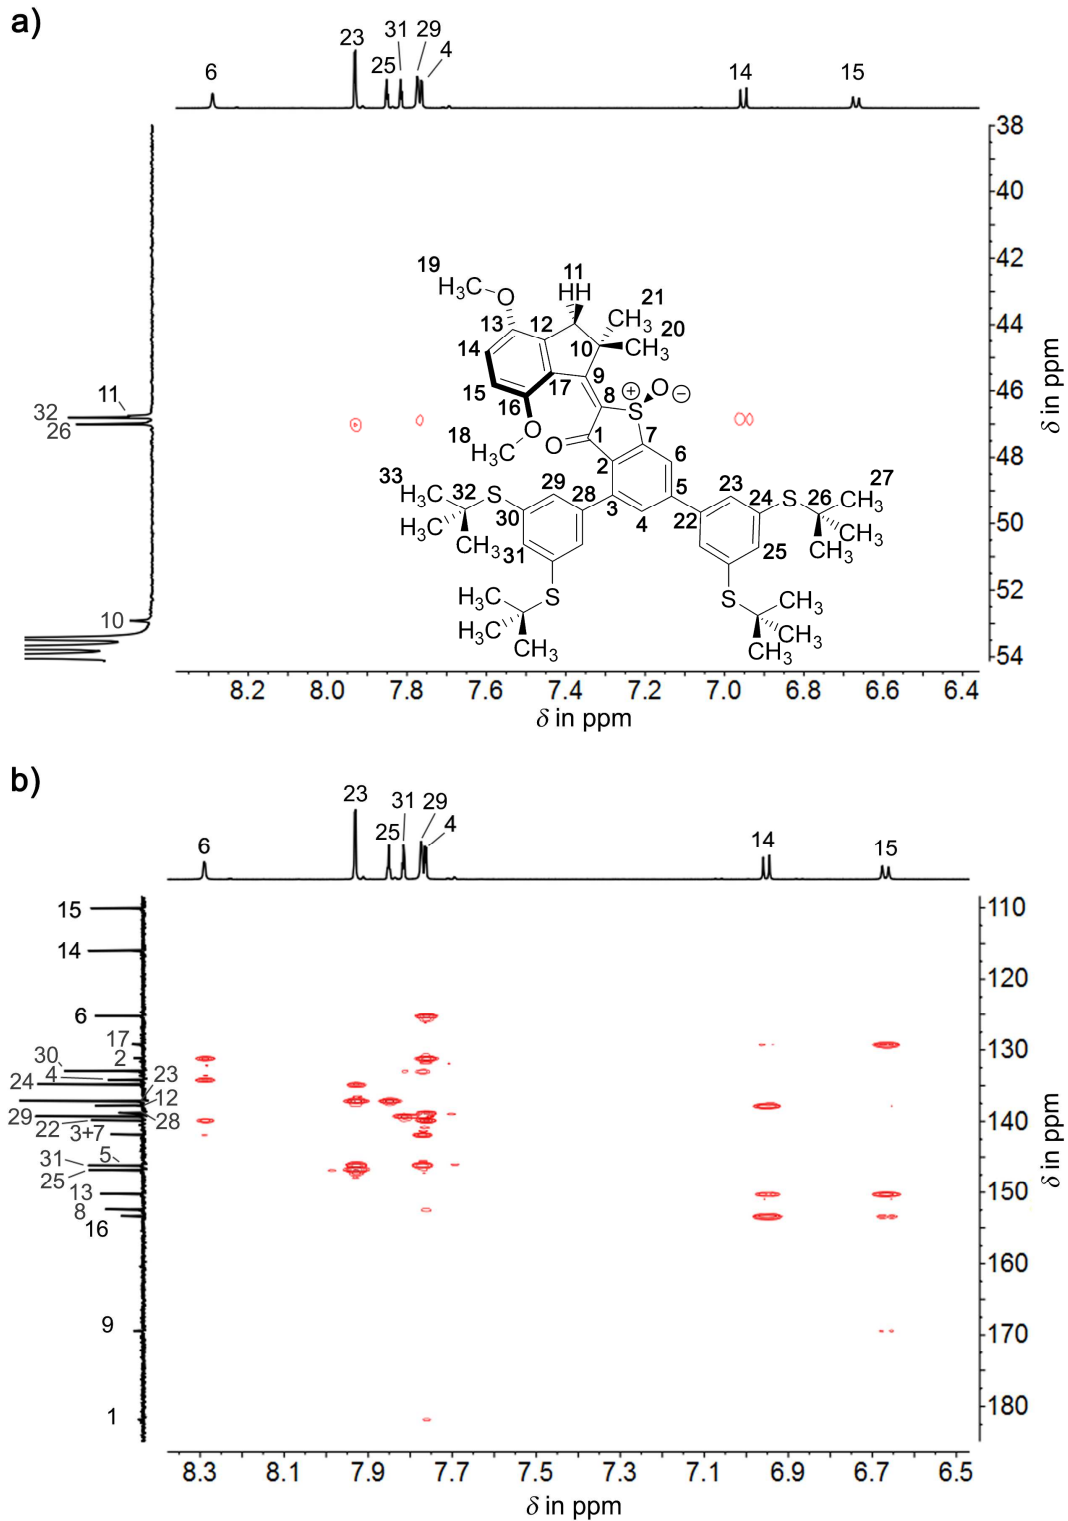 a)
6 23 25 31 29 4 14 15
38
40
42
44
46
48
50
52
54
δ in ppm
11
32
26
10
19
H₃C O
11
HH
21
CH₃
20
CH₃
13 12
14
10
15 17 9
16 8
S + O −
18
H₃C O
O 1 7
2 6
33
H₃C
32 S
29 28
5 23 24 S 26 27
CH₃
H₃C
CH₃
30 3 4 22
CH₃
CH₃
31 25
H₃C S
S CH₃
H₃C
CH₃
CH₃
CH₃
8.2 8.0 7.8 7.6 7.4 7.2 7.0 6.8 6.6 6.4
δ in ppm
b)
6 23 25 31 29 4 14 15
110
120
130
140
150
160
170
180
δ in ppm
15
14
6
17
2
30
4
24
23
12
29
28
22
3+7
5
31
25
13
8
16
9
1
8.3 8.1 7.9 7.7 7.5 7.3 7.1 6.9 6.7 6.5
δ in ppm